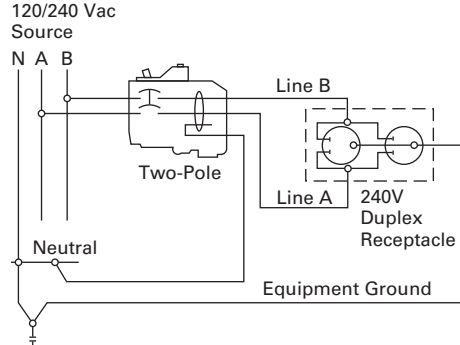 120/240 Vac
Source
N A B
Line B
Two-Pole
Line A
240V
Duplex
Receptacle
Neutral
Equipment Ground